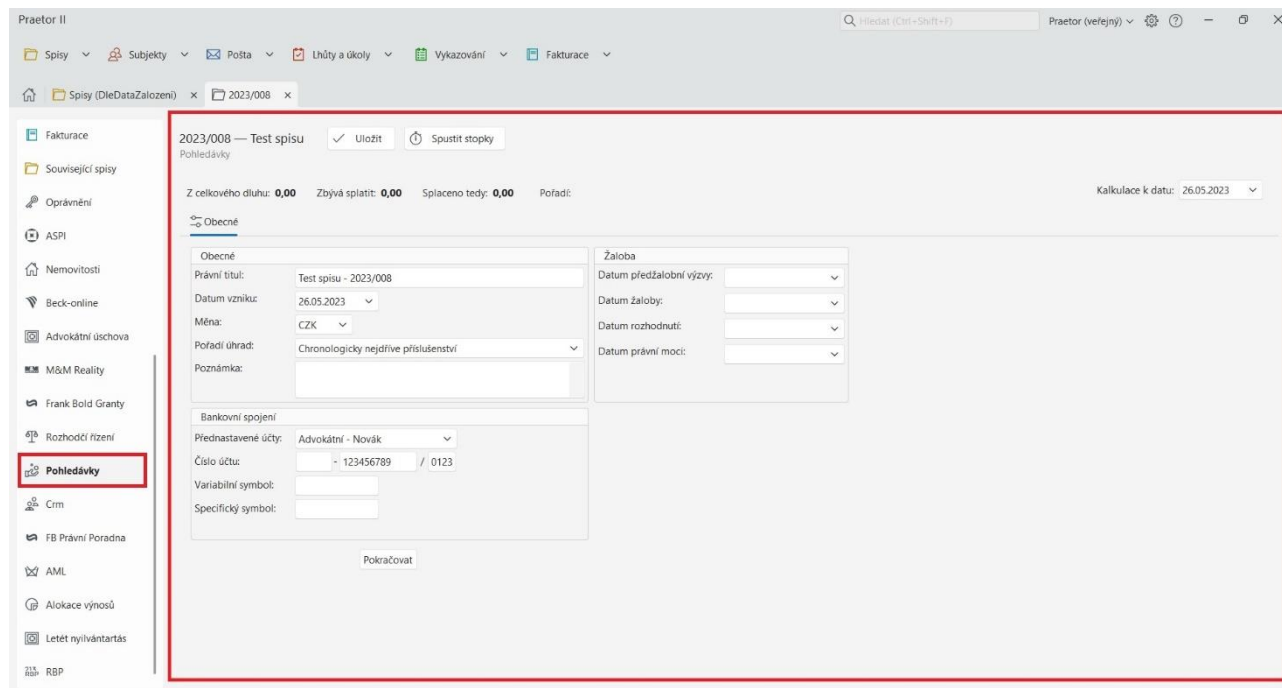 Praetor II
Hledat (Ctrl+Shift+F)
Praetor (veřejný)
Spisy Subjekty Pošta Lhůty a úkoly Vykazování Fakturace
Spisy (DleDataZalozeni) × 2023/008 ×
Fakturace
Související spisy
Oprávnění
ASPI
Nemovitosti
Beck-online
Advokátní úschova
M&M Reality
Frank Bold Granty
Rozhodčí řízení
Pohledávky
Crm
FB Právní Poradna
AML
Alokace výnosů
Letét nyilvántartás
RBP
2023/008 — Test spisu Uložit Spustit stopky
Pohledávky
Z celkového dluhu: 0,00 Zbývá splatit: 0,00 Splaceno tedy: 0,00 Pořadí:
Kalkulace k datu: 26.05.2023
Obecné
Obecné
Právní titul: Test spisu - 2023/008
Datum vzniku: 26.05.2023
Měna: CZK
Pořadí úhrad: Chronologicky nejdříve příslušenství
Poznámka:
Žaloba
Datum předžalobní výzvy:
Datum žaloby:
Datum rozhodnutí:
Datum právní moci:
Bankovní spojení
Přednastavené účty: Advokátní - Novák
Číslo účtu: - 123456789 / 0123
Variabilní symbol:
Specifický symbol:
Pokračovat